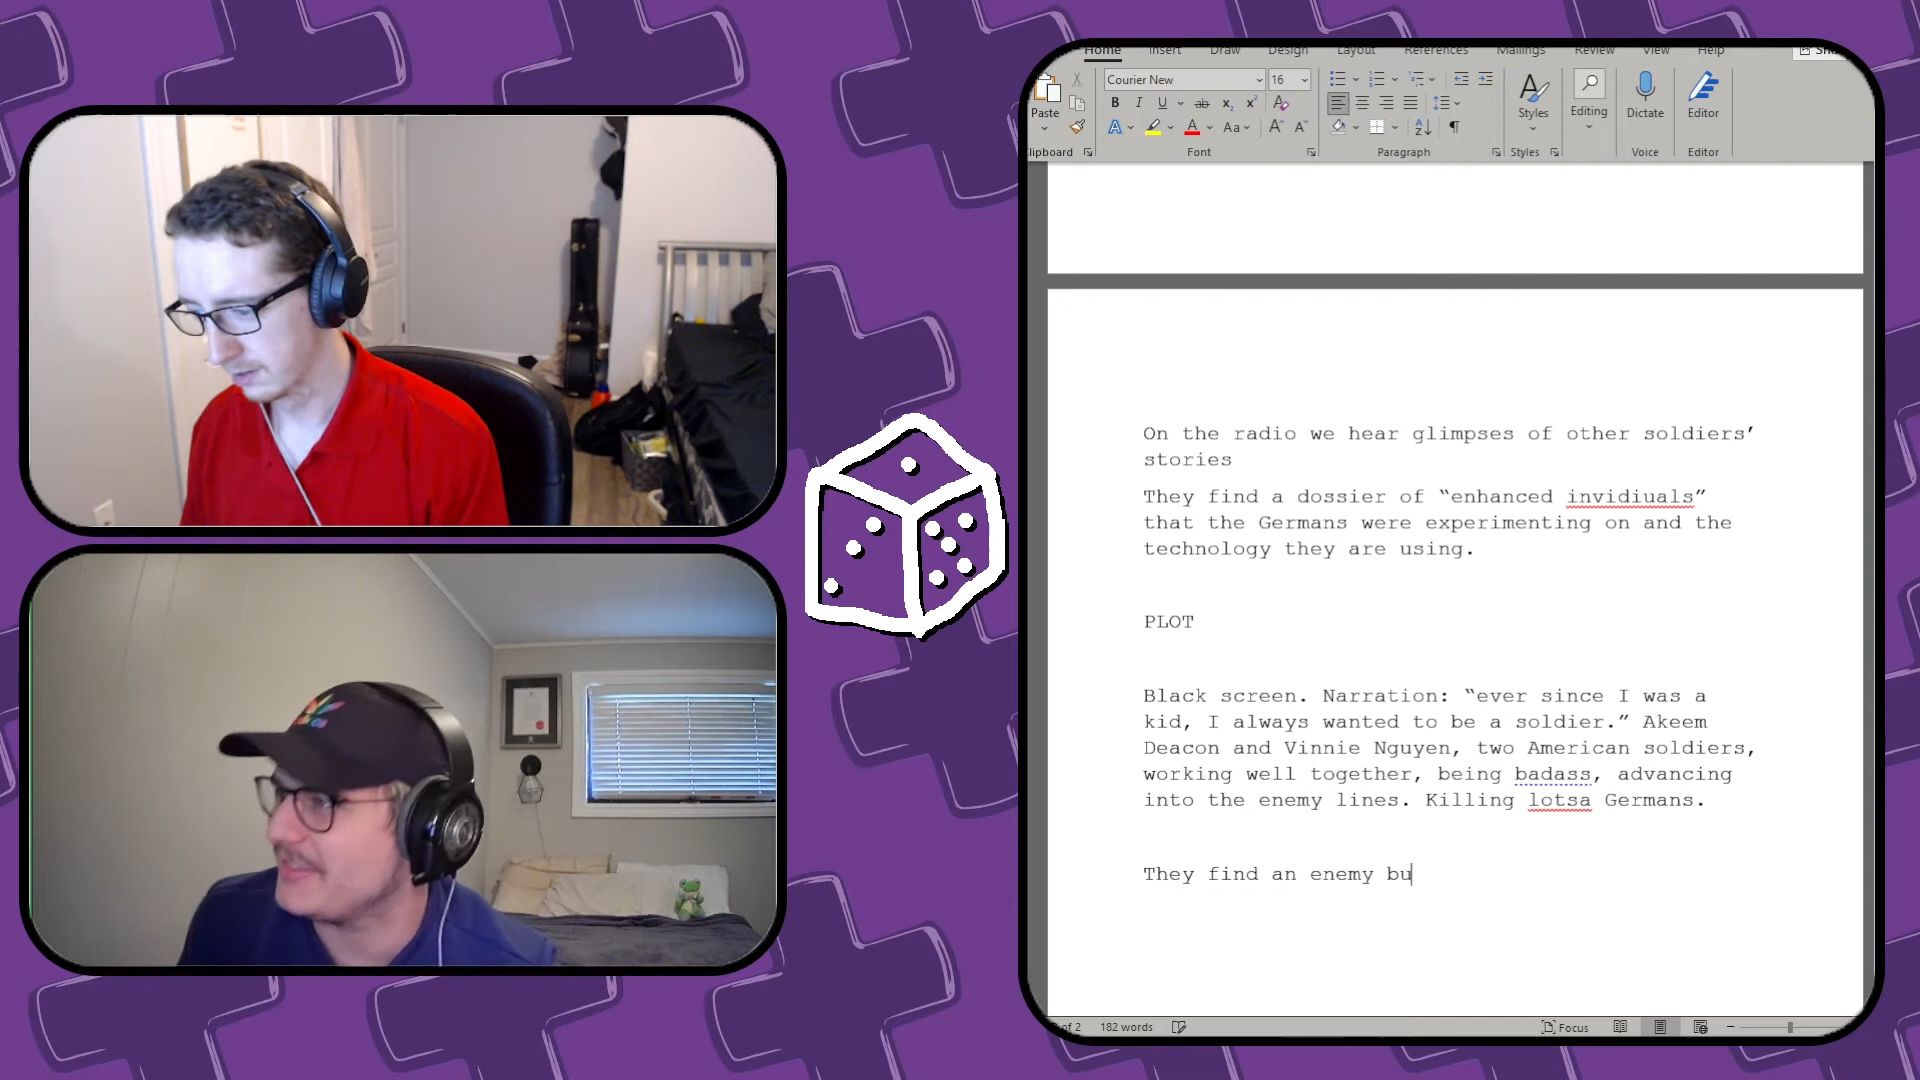 Home Insert Draw Design Layout References Mailings Review View Help
Courier New 16
Paste
Styles Editing Dictate Editor
Clipboard Font Paragraph Styles Voice Editor
On the radio we hear glimpses of other soldiers’
stories
They find a dossier of “enhanced invidiuals”
that the Germans were experimenting on and the
technology they are using.
PLOT
Black screen. Narration: “ever since I was a
kid, I always wanted to be a soldier.” Akeem
Deacon and Vinnie Nguyen, two American soldiers,
working well together, being badass, advancing
into the enemy lines. Killing lotsa Germans.
They find an enemy bu
of 2 182 words Focus